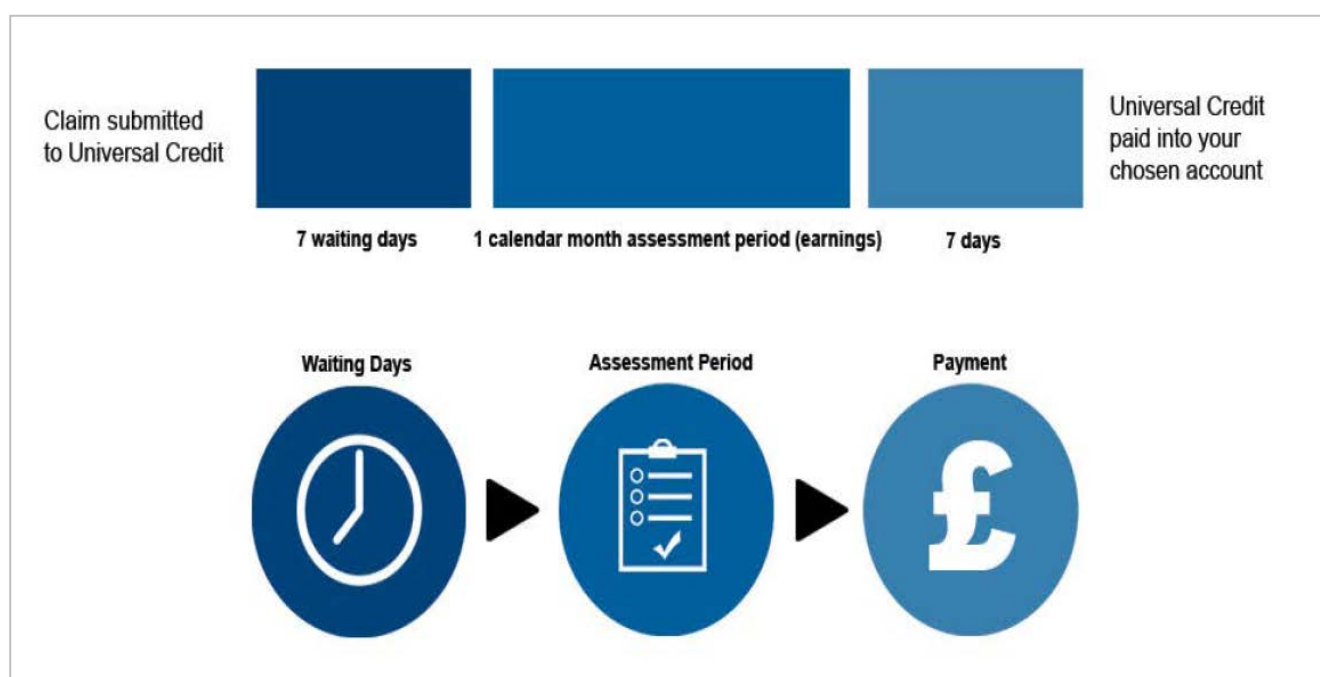 Claim submitted
to Universal Credit
Universal Credit
paid into your
chosen account
7 waiting days
1 calendar month assessment period (earnings)
7 days
Waiting Days
Assessment Period
Payment
£